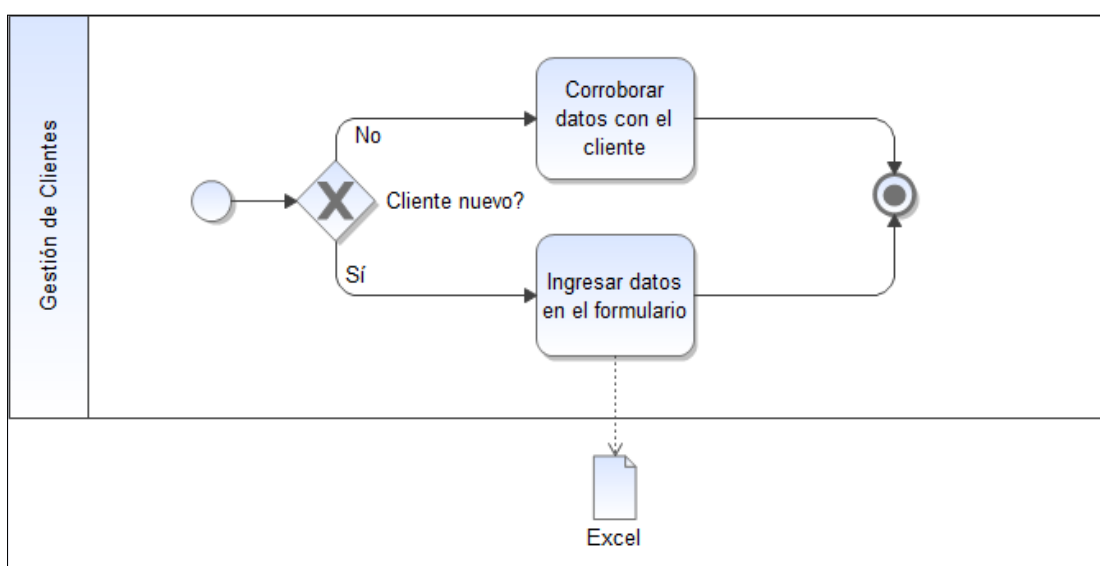 Gestión de Clientes
No
Corroborar
datos con el
cliente
Cliente nuevo?
Sí
Ingresar datos
en el formulario
Excel